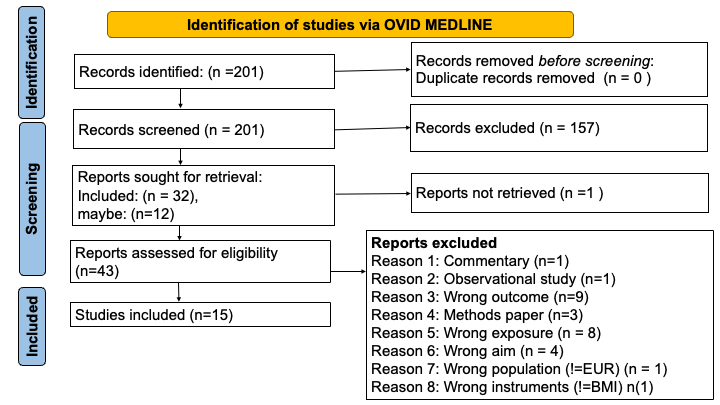 Identification of studies via OVID MEDLINE
Identification
Records identified: (n =201)
Records removed before screening:
Duplicate records removed  (n = 0 )
Screening
Records screened (n = 201)
Records excluded (n = 157)
Reports sought for retrieval:
Included: (n = 32),
maybe: (n=12)
Reports not retrieved (n =1 )
Reports assessed for eligibility
(n=43)
Reports excluded
Reason 1: Commentary (n=1)
Reason 2: Observational study (n=1)
Reason 3: Wrong outcome (n=9)
Reason 4: Methods paper (n=3)
Reason 5: Wrong exposure (n = 8)
Reason 6: Wrong aim (n = 4)
Reason 7: Wrong population (!=EUR) (n = 1)
Reason 8: Wrong instruments (!=BMI) n(1)
Included
Studies included (n=15)